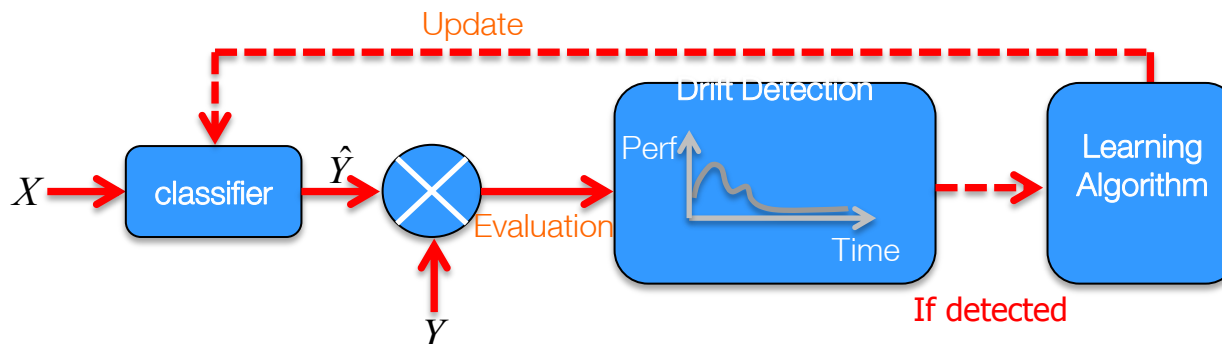 Update
Drift Detection
Perf
Time
Learning
Algorithm
X
classifier
Ŷ
Evaluation
Y
If detected